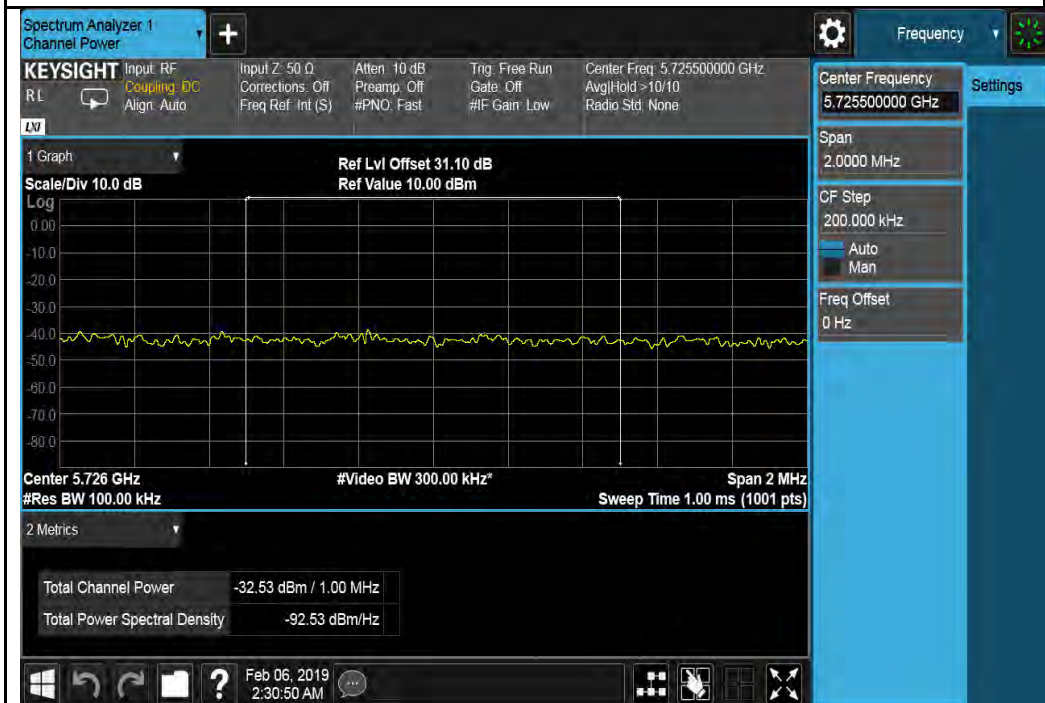 Spectrum Analyzer 1
Channel Power
+
Frequency
KEYSIGHT
R L
LXI
Input: RF
Coupling: DC
Align: Auto
Input Z: 50 Ω
Corrections: Off
Freq Ref: Int (S)
Atten: 10 dB
Preamp: Off
#PNO: Fast
Trig: Free Run
Gate: Off
#IF Gain: Low
Center Freq: 5.725500000 GHz
Avg|Hold >10/10
Radio Std: None
Center Frequency
5.725500000 GHz
Settings
Span
2.0000 MHz
CF Step
200.000 kHz
Auto
Man
Freq Offset
0 Hz
1 Graph
Scale/Div 10.0 dB
Ref Lvl Offset 31.10 dB
Ref Value 10.00 dBm
Log
0.00
-10.0
-20.0
-30.0
-40.0
-50.0
-60.0
-70.0
-80.0
Center 5.726 GHz
#Video BW 300.00 kHz*
Span 2 MHz
#Res BW 100.00 kHz
Sweep Time 1.00 ms (1001 pts)
2 Metrics
Total Channel Power -32.53 dBm / 1.00 MHz
Total Power Spectral Density -92.53 dBm/Hz
?
Feb 06, 2019
2:30:50 AM